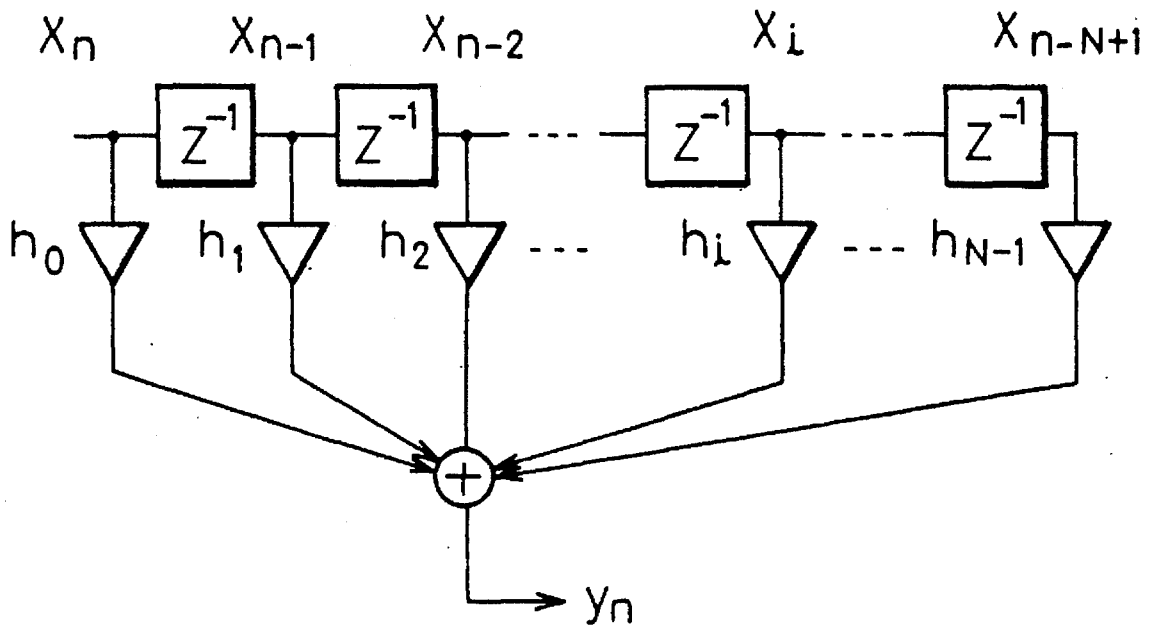 Xn Xn-1 Xn-2 Xi Xn-N+1
Z⁻¹ Z⁻¹ --- Z⁻¹ --- Z⁻¹
h0 h1 h2 --- hi --- hN-1
+
yn